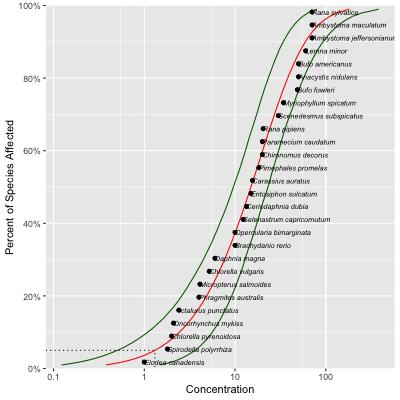 100%
80%
60%
40%
20%
0%
Percent of Species Affected
Rana sylvatica
Ambystoma maculatum
Ambystoma jeffersonianum
Lemna minor
Bufo americanus
Anacystis nidulans
Bufo fowleri
Myriophyllum spicatum
Scenedesmus subspicatus
Rana pipiens
Paramecium caudatum
Chironomus decorus
Pimephales promelas
Carassius auratus
Entosiphon sulcatum
Ceriodaphnia dubia
Selenastrum capricornutum
Opercularia bimarginata
Brachydanio rerio
Daphnia magna
Chlorella vulgaris
Micropterus salmoides
Phragmites australis
Ictalurus punctatus
Oncorhynchus mykiss
Chlorella pyrenoidosa
Spirodella polyrrhiza
Elodea canadensis
0.1 1 10 100
Concentration